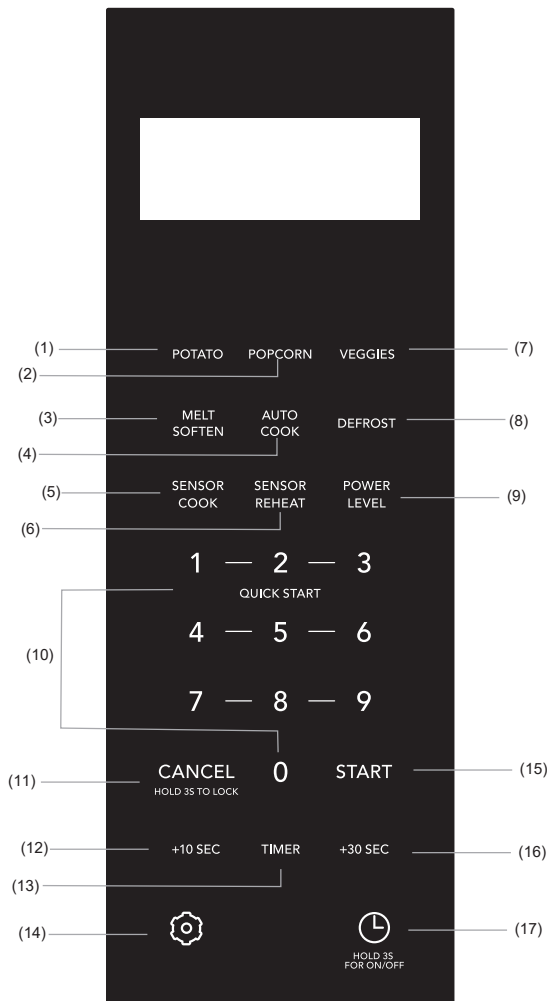 (1)
POTATO POPCORN VEGGIES
(7)
(2)
(3)
MELT
SOFTEN
AUTO
COOK
DEFROST
(8)
(4)
(5)
SENSOR
COOK
SENSOR
REHEAT
POWER
LEVEL
(9)
(6)
1 — 2 — 3
QUICK START
4 — 5 — 6
(10)
7 — 8 — 9
(11)
CANCEL
HOLD 3S TO LOCK
0
START
(15)
(12)
+10 SEC TIMER +30 SEC
(16)
(13)
(14)
HOLD 3S
FOR ON/OFF
(17)